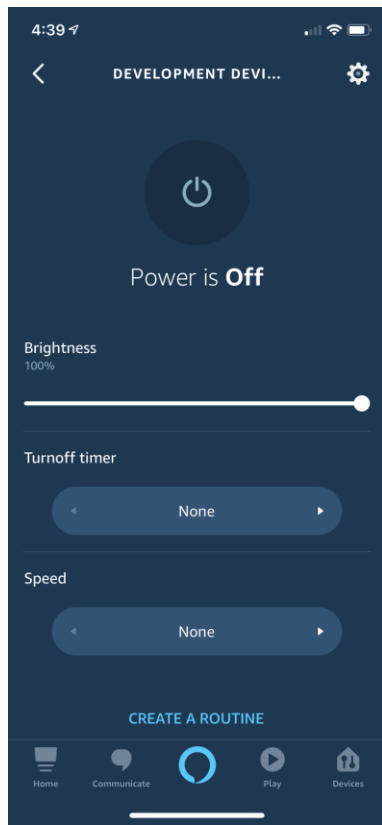 4:39
DEVELOPMENT DEVI...
Power is Off
Brightness
100%
Turnoff timer
None
Speed
None
CREATE A ROUTINE
Home Communicate Play Devices